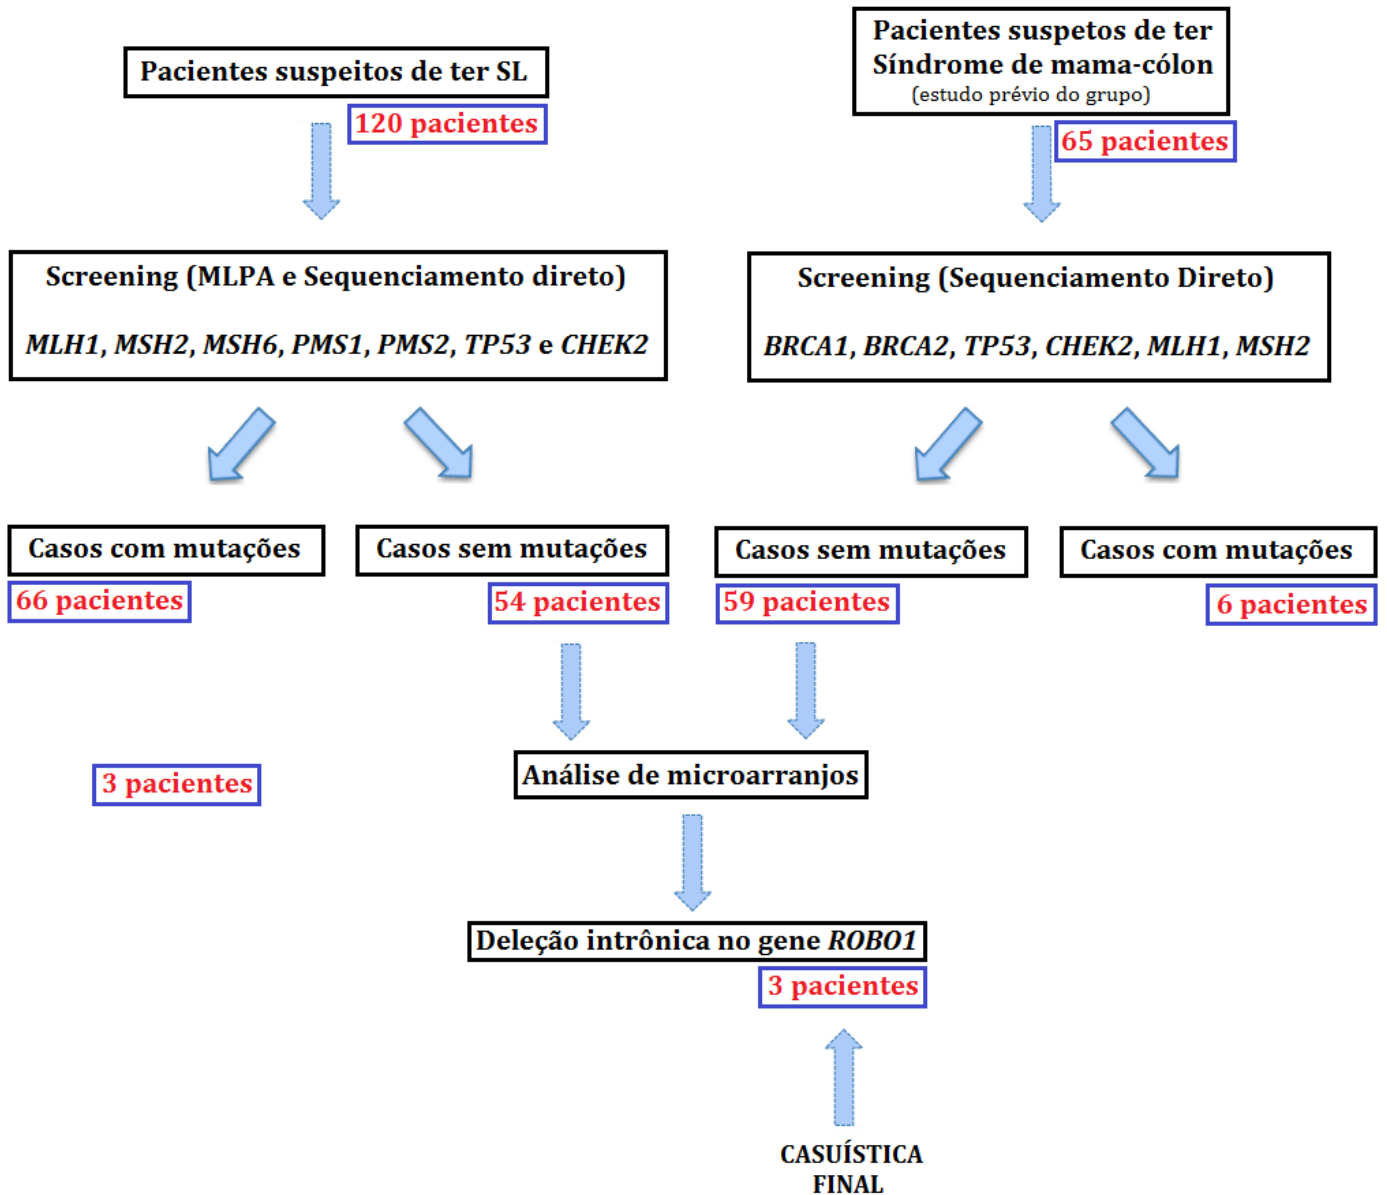 Pacientes suspeitos de ter SL
120 pacientes
Pacientes suspetos de ter
Síndrome de mama-cólon
(estudo prévio do grupo)
65 pacientes
Screening (MLPA e Sequenciamento direto)
MLH1, MSH2, MSH6, PMS1, PMS2, TP53 e CHEK2
Screening (Sequenciamento Direto)
BRCA1, BRCA2, TP53, CHEK2, MLH1, MSH2
Casos com mutações
66 pacientes
Casos sem mutações
54 pacientes
Casos sem mutações
59 pacientes
Casos com mutações
6 pacientes
3 pacientes
Análise de microarranjos
Deleção intrônica no gene ROBO1
3 pacientes
CASUÍSTICA
FINAL